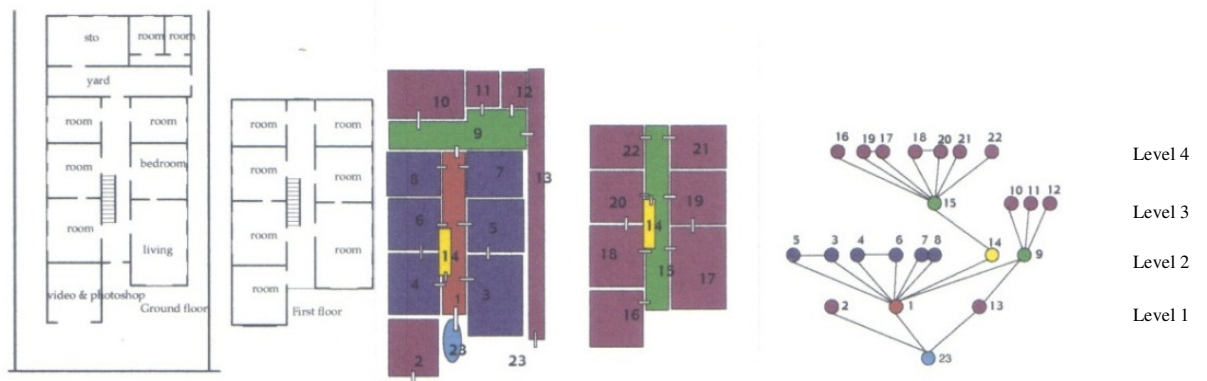 sto
room
room
yard
room
room
room
bedroom
room
living
video & photoshop
Ground floor
room
room
room
room
room
room
room
First floor
10
11
12
9
13
8
7
6
5
14
4
3
1
2
23
23
22
21
20
19
14
18
15
17
16
16
19
17
18
20
21
22
Level 4
15
10
11
12
Level 3
5
3
4
6
7
8
14
9
Level 2
2
1
13
Level 1
23